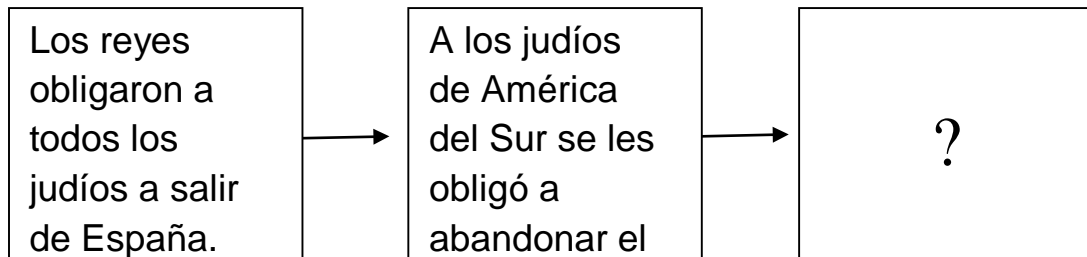 Los reyes
obligaron a
todos los
judíos a salir
de España.
A los judíos
de América
del Sur se les
obligó a
abandonar el
?